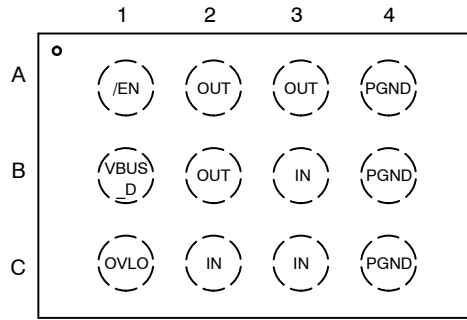 1 2 3 4
A /EN OUT OUT PGND
B VBUS_D OUT IN PGND
C OVLO IN IN PGND